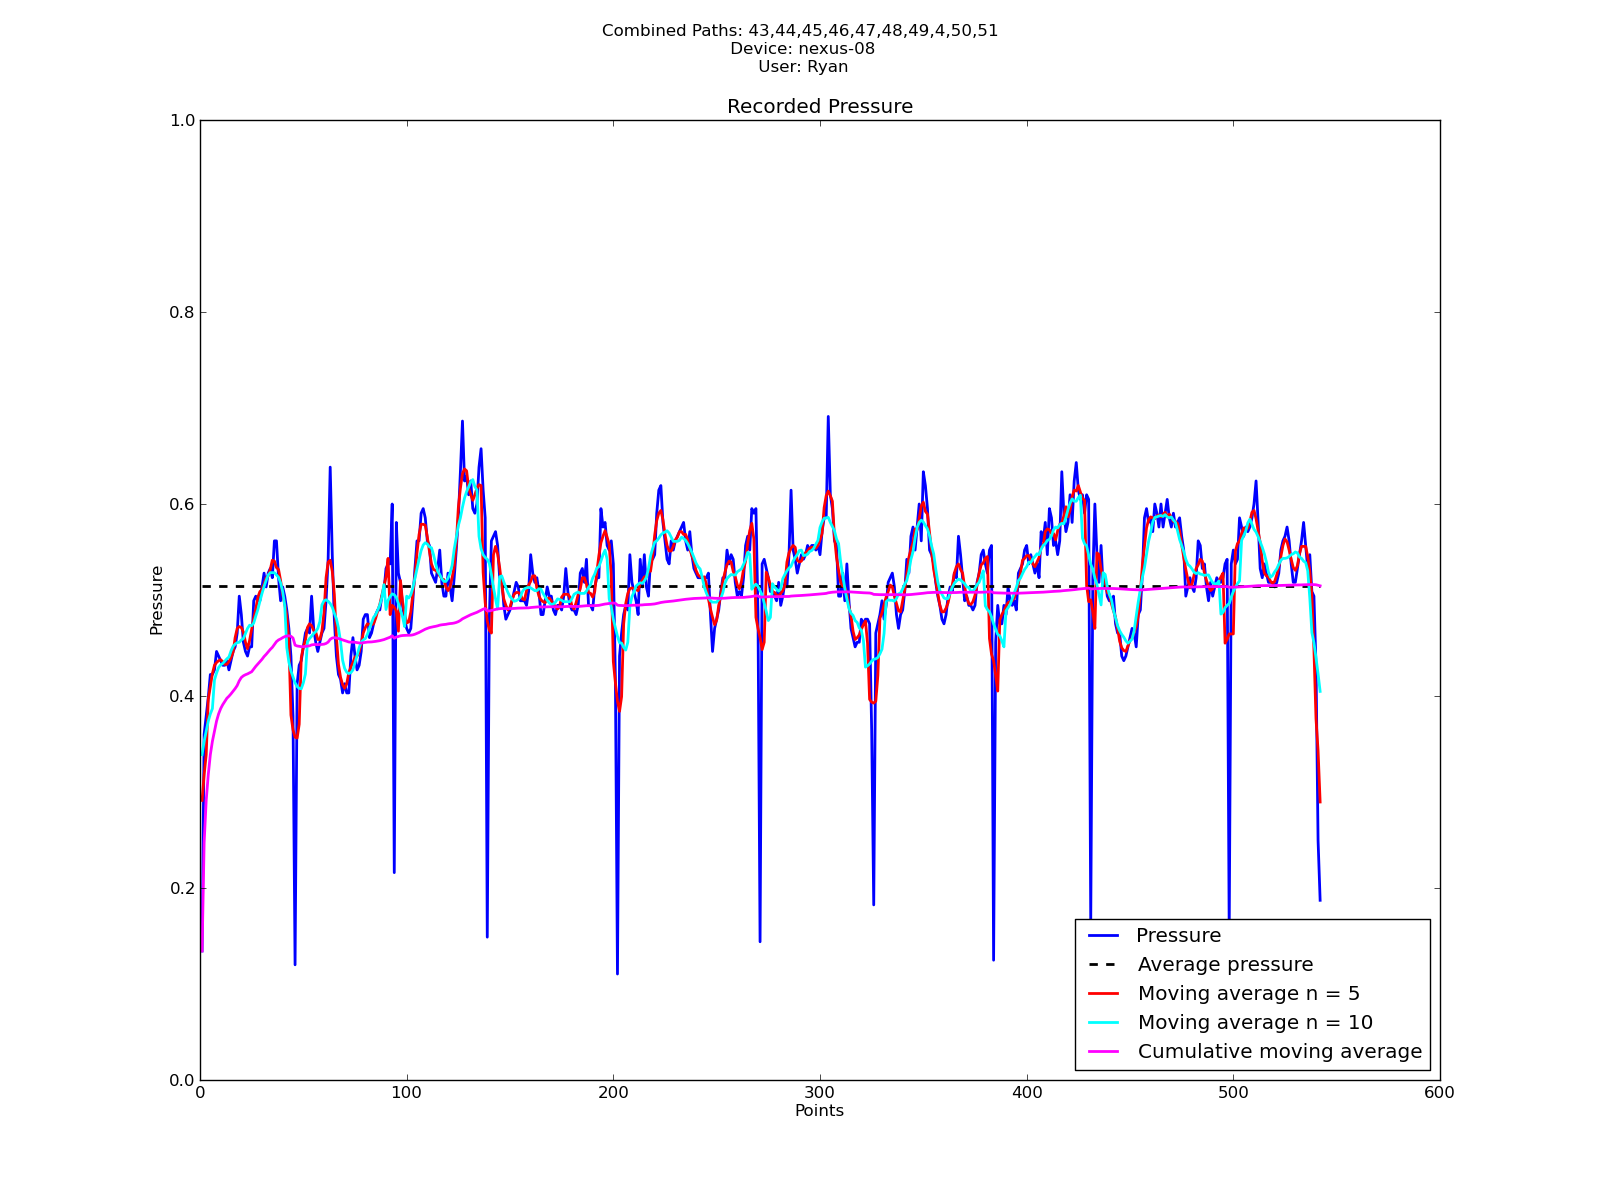 Combined Paths: 43,44,45,46,47,48,49,4,50,51
Device: nexus-08
User: Ryan
Recorded Pressure
1.0
0.8
0.6
0.4
0.2
0.0
Pressure
0 100 200 300 400 500 600
Points
Pressure
Average pressure
Moving average n = 5
Moving average n = 10
Cumulative moving average